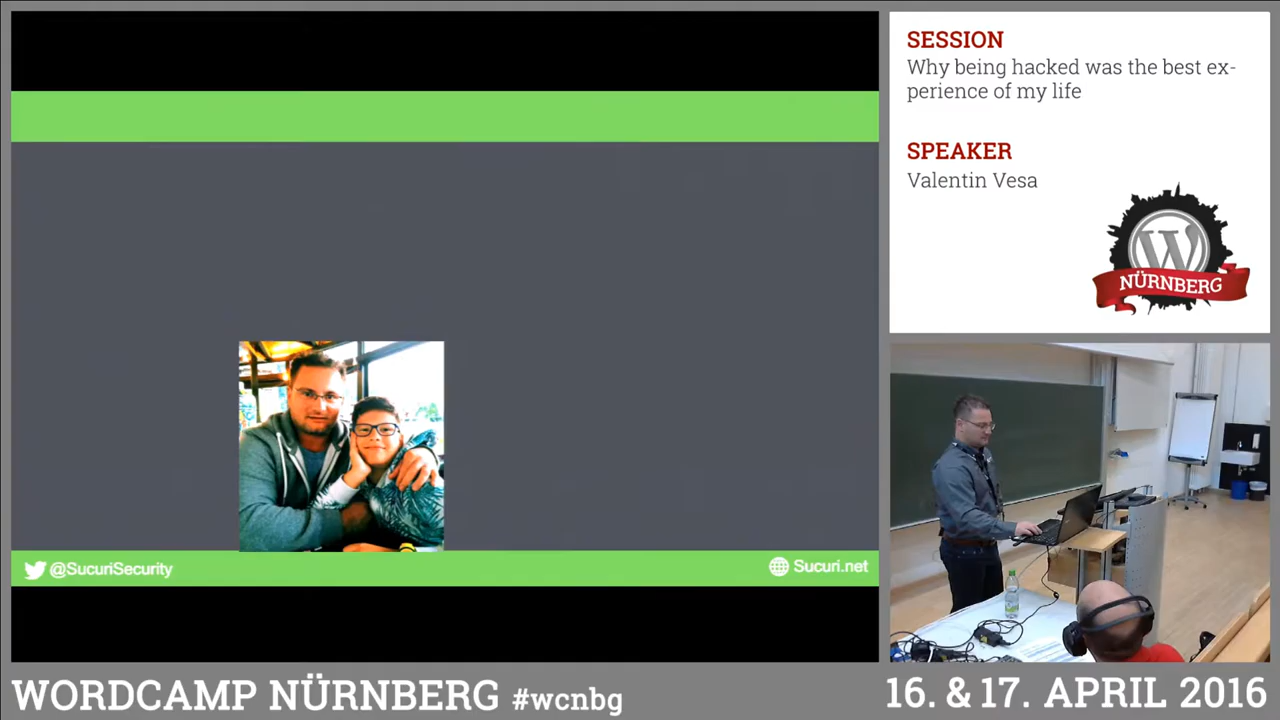 SESSION
Why being hacked was the best ex-
perience of my life
SPEAKER
Valentin Vesa
W
NÜRNBERG
@SucuriSecurity
Sucuri.net
WORDCAMP NÜRNBERG #wcnbg
16. & 17. APRIL 2016